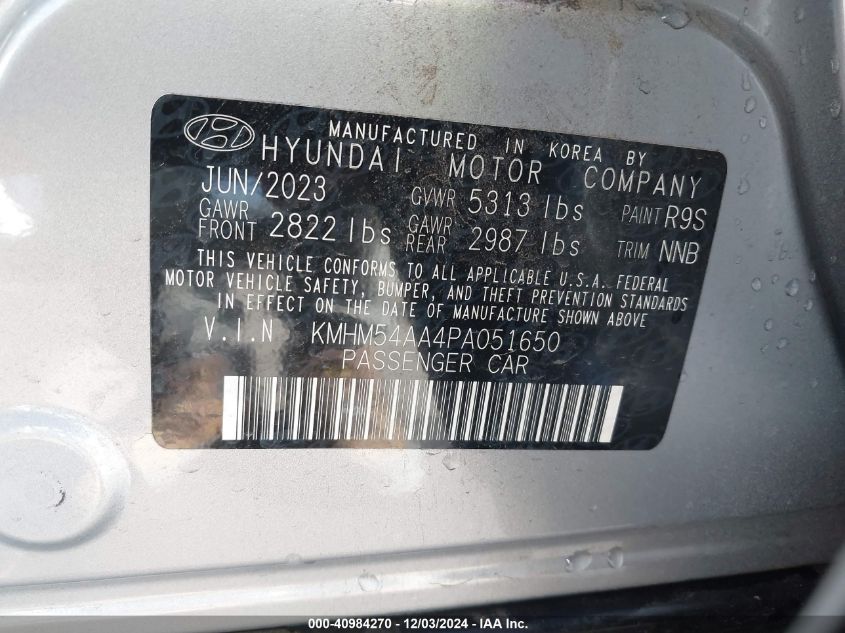 MANUFACTURED IN KOREA BY
HYUNDAI MOTOR COMPANY
JUN/2023 GVWR 5313 lbs PAINT R9S
GAWR FRONT 2822 lbs GAWR REAR 2987 lbs TRIM NNB
THIS VEHICLE CONFORMS TO ALL APPLICABLE U.S.A. FEDERAL
MOTOR VEHICLE SAFETY, BUMPER, AND THEFT PREVENTION STANDARDS
IN EFFECT ON THE DATE OF MANUFACTURE SHOWN ABOVE
V.I.N KMHM54AA4PA051650
PASSENGER CAR
000-40984270 - 12/03/2024 - IAA Inc.